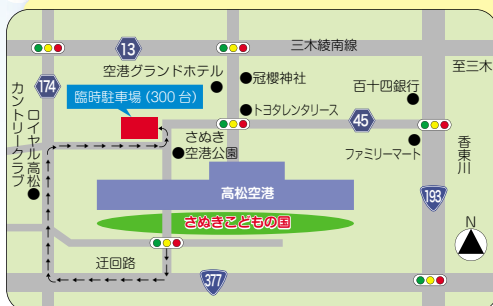 13
三木綾南線
至三木
174
空港グランドホテル
冠櫻神社
百十四銀行
臨時駐車場(300台)
トヨタレンタリース
45
カントリークラブ
ロイヤル高松
さぬき
空港公園
ファミリーマート
香東川
高松空港
193
さぬきこどもの国
N
迂回路
377